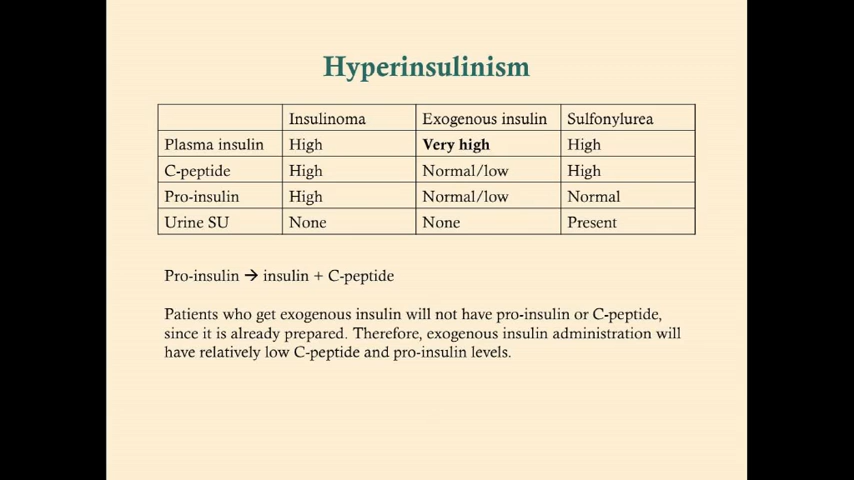 Hyperinsulinism
Insulinoma Exogenous insulin Sulfonylurea
Plasma insulin High Very high High
C-peptide High Normal/low High
Pro-insulin High Normal/low Normal
Urine SU None None Present
Pro-insulin → insulin + C-peptide
Patients who get exogenous insulin will not have pro-insulin or C-peptide,
since it is already prepared. Therefore, exogenous insulin administration will
have relatively low C-peptide and pro-insulin levels.